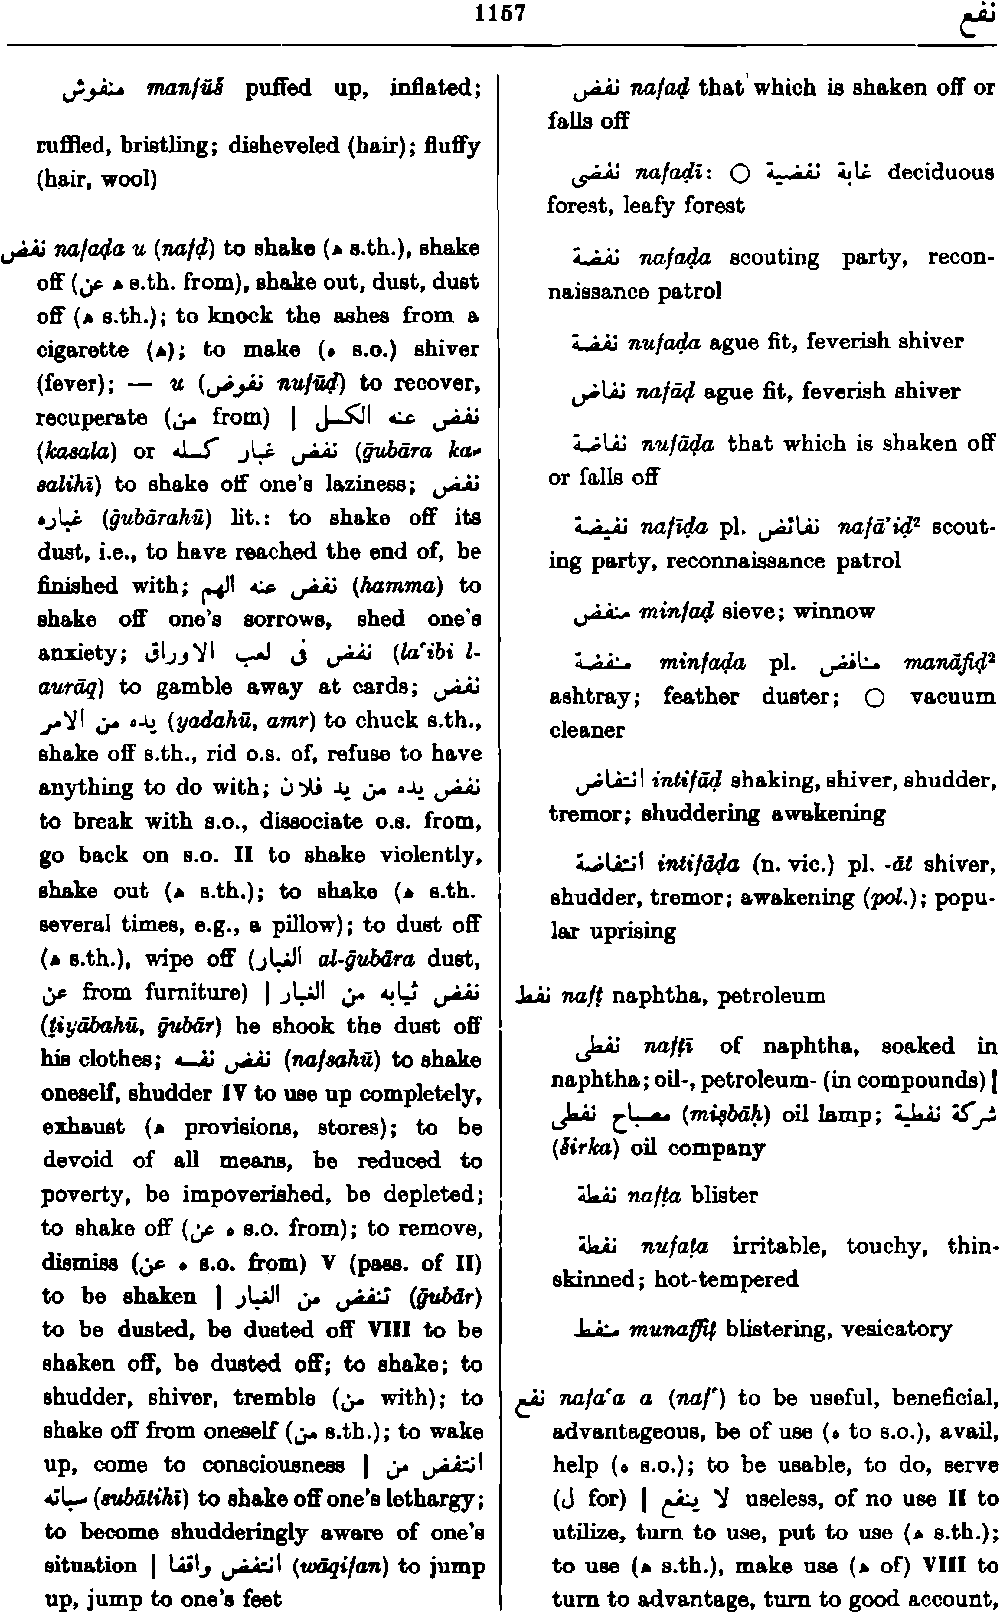 1157
نفع
منفوش manfūš puffed up, inflated;
ruffled, bristling; disheveled (hair); fluffy
(hair, wool)
نفض nafaḍa u (nafḍ) to shake (ه s.th.), shake
off (عن ه s.th. from), shake out, dust, dust
off (ه s.th.); to knock the ashes from a
cigarette (ه); to make (ه s.o.) shiver
(fever); — u (نفوض nufūḍ) to recover,
recuperate (من from) | نفض عنه الكسل
(kasala) or نفض غبار كسله (ḡubāra ka-
salihī) to shake off one's laziness; نفض
غباره (ḡubārahū) lit.: to shake off its
dust, i.e., to have reached the end of, be
finished with; نفض عنه الهم (hamma) to
shake off one's sorrows, shed one's
anxiety; نفض فى لعب الاوراق (laʿibi l-
aurāq) to gamble away at cards; نفض
يده من الامر (yadahū, amr) to chuck s.th.,
shake off s.th., rid o.s. of, refuse to have
anything to do with; نفض يده من يد فلان
to break with s.o., dissociate o.s. from,
go back on s.o. II to shake violently,
shake out (ه s.th.); to shake (ه s.th.
several times, e.g., a pillow); to dust off
(ه s.th.), wipe off (الغبار al-ḡubāra dust,
عن from furniture) | نفض ثيابه من الغبار
(ṯiyābahū, ḡubār) he shook the dust off
his clothes; نفض نفسه (nafsahū) to shake
oneself, shudder IV to use up completely,
exhaust (ه provisions, stores); to be
devoid of all means, be reduced to
poverty, be impoverished, be depleted;
to shake off (عن ه s.o. from); to remove,
dismiss (عن ه s.o. from) V (pass. of II)
to be shaken | تنفض من الغبار (ḡubār)
to be dusted, be dusted off VIII to be
shaken off, be dusted off; to shake; to
shudder, shiver, tremble (من with); to
shake off from oneself (من s.th.); to wake
up, come to consciousness | انتفض من
سباته (subātihī) to shake off one's lethargy;
to become shudderingly aware of one's
situation | انتفض واقفا (wāqifan) to jump
up, jump to one's feet
نفض nafaḍ that which is shaken off or
falls off
نفضى nafaḍī: ○ غابة نفضية deciduous
forest, leafy forest
نفضة nafaḍa scouting party, recon-
naissance patrol
نفضة nufaḍa ague fit, feverish shiver
نفاض nafāḍ ague fit, feverish shiver
نفاضة nufāḍa that which is shaken off
or falls off
نفيضة nafīḍa pl. نفائض nafāʾiḍ² scout-
ing party, reconnaissance patrol
منفض minfaḍ sieve; winnow
منفضة minfaḍa pl. منافض manāfiḍ²
ashtray; feather duster; ○ vacuum
cleaner
انتفاض intifāḍ shaking, shiver, shudder,
tremor; shuddering awakening
انتفاضة intifāḍa (n. vic.) pl. -āt shiver,
shudder, tremor; awakening (pol.); popu-
lar uprising
نفط nafṭ naphtha, petroleum
نفطى nafṭī of naphtha, soaked in
naphtha; oil-, petroleum- (in compounds) |
مصباح نفطى (miṣbāḥ) oil lamp; شركة نفطية
(širka) oil company
نفطة nafṭa blister
نفطة nufaṭa irritable, touchy, thin-
skinned; hot-tempered
منفط munaffiṭ blistering, vesicatory
نفع nafaʿa a (nafʿ) to be useful, beneficial,
advantageous, be of use (ه to s.o.), avail,
help (ه s.o.); to be usable, to do, serve
(ل for) | لا ينفع useless, of no use II to
utilize, turn to use, put to use (ه s.th.);
to use (ه s.th.), make use (ه of) VIII to
turn to advantage, turn to good account,